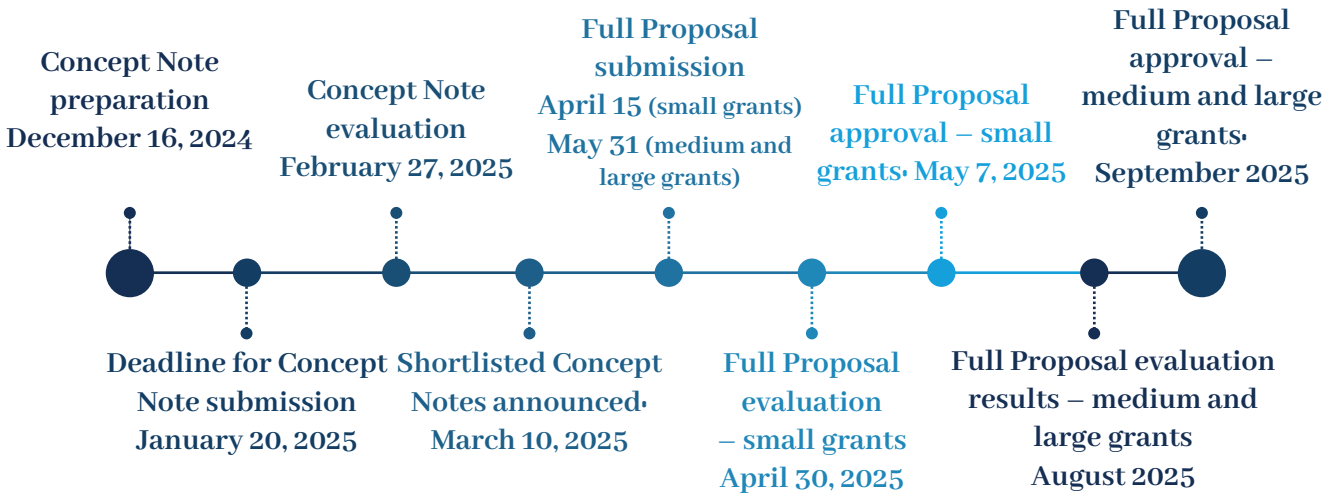 Concept Note
preparation
December 16, 2024
Deadline for Concept
Note submission
January 20, 2025
Concept Note
evaluation
February 27, 2025
Shortlisted Concept
Notes announced·
March 10, 2025
Full Proposal
submission
April 15 (small grants)
May 31 (medium and
large grants)
Full Proposal
evaluation
– small grants
April 30, 2025
Full Proposal
approval – small
grants· May 7, 2025
Full Proposal evaluation
results – medium and
large grants
August 2025
Full Proposal
approval –
medium and large
grants·
September 2025